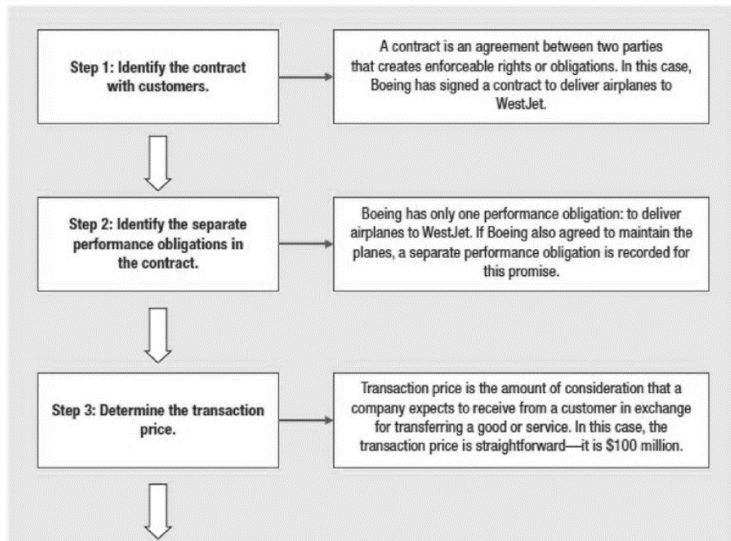 Step 1: Identify the contract
with customers.
A contract is an agreement between two parties
that creates enforceable rights or obligations. In this case,
Boeing has signed a contract to deliver airplanes to
WestJet.
Step 2: Identify the separate
performance obligations in
the contract.
Boeing has only one performance obligation: to deliver
airplanes to WestJet. If Boeing also agreed to maintain the
planes, a separate performance obligation is recorded for
this promise.
Step 3: Determine the transaction
price.
Transaction price is the amount of consideration that a
company expects to receive from a customer in exchange
for transferring a good or service. In this case, the
transaction price is straightforward—it is $100 million.